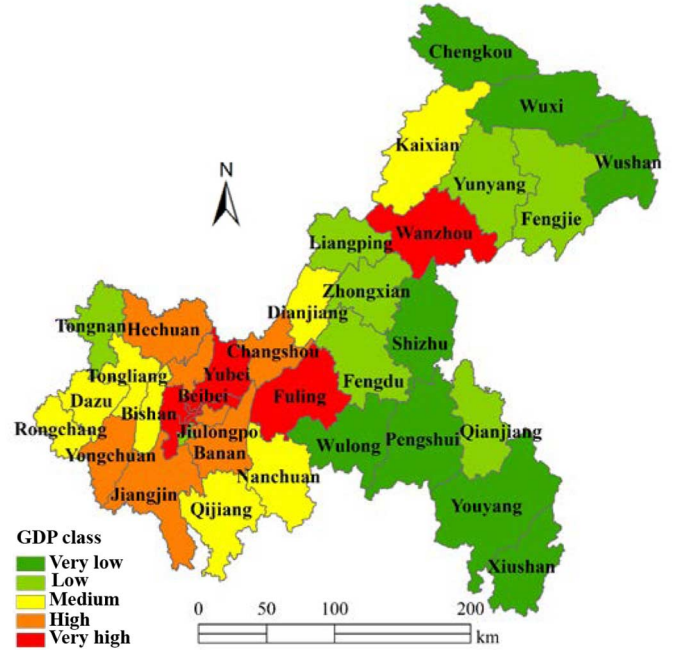 Chengkou
Wuxi
Kaixian
Wushan
Yunyang
N
Fengjie
Wanzhou
Liangping
Zhongxian
Dianjiang
Tongnan
Hechuan
Shizhu
Changshou
Tongliang
Yubei
Fengdu
Beibei
Fuling
Dazu
Bishan
Rongchang
Jiulongpo
Qianjiang
Pengshui
Wulong
Yongchuan
Banan
Nanchuan
Jiangjin
Qijiang
Youyang
GDP class
Very low
Low
Medium
High
Very high
Xiushan
0 50 100 200
km